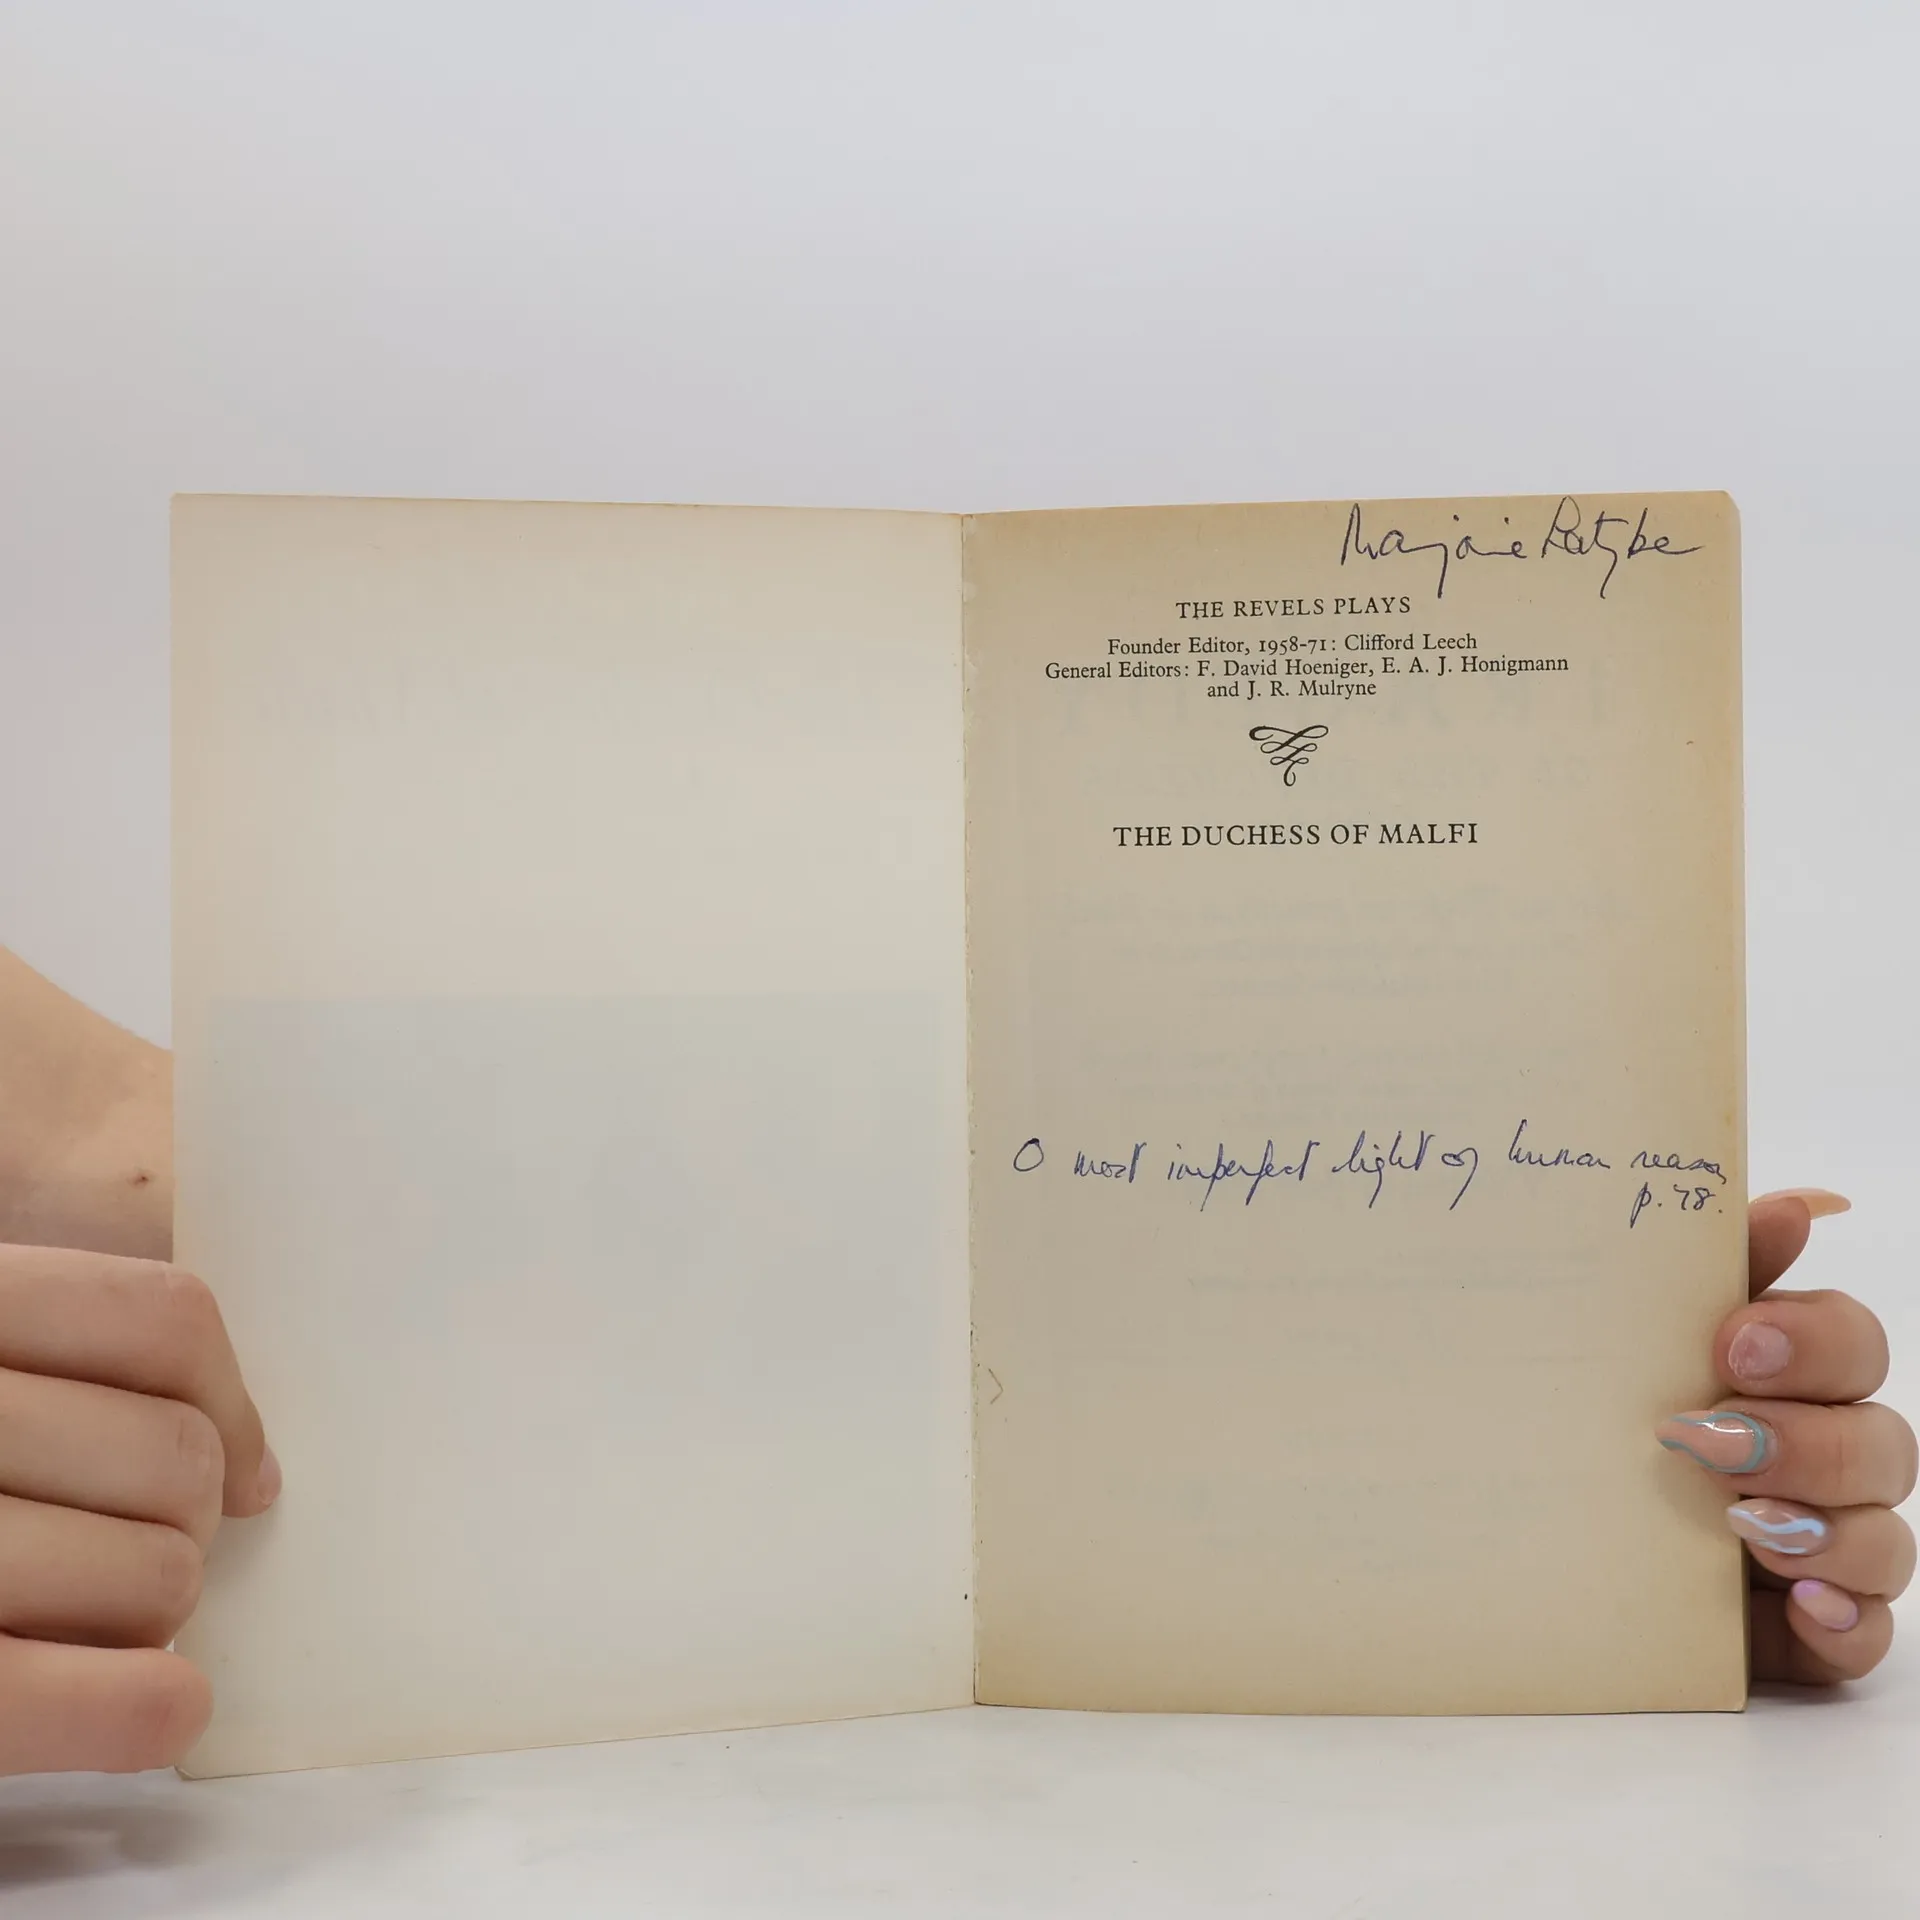 Marjorie
THE REVELS PLAYS
Founder Editor, 1958-71: Clifford Leech
General Editors: F. David Hoeniger, E. A. J. Honigmann
and J. R. Mulryne
THE DUCHESS OF MALFI
O most imperfect light of human reason
p. 78.